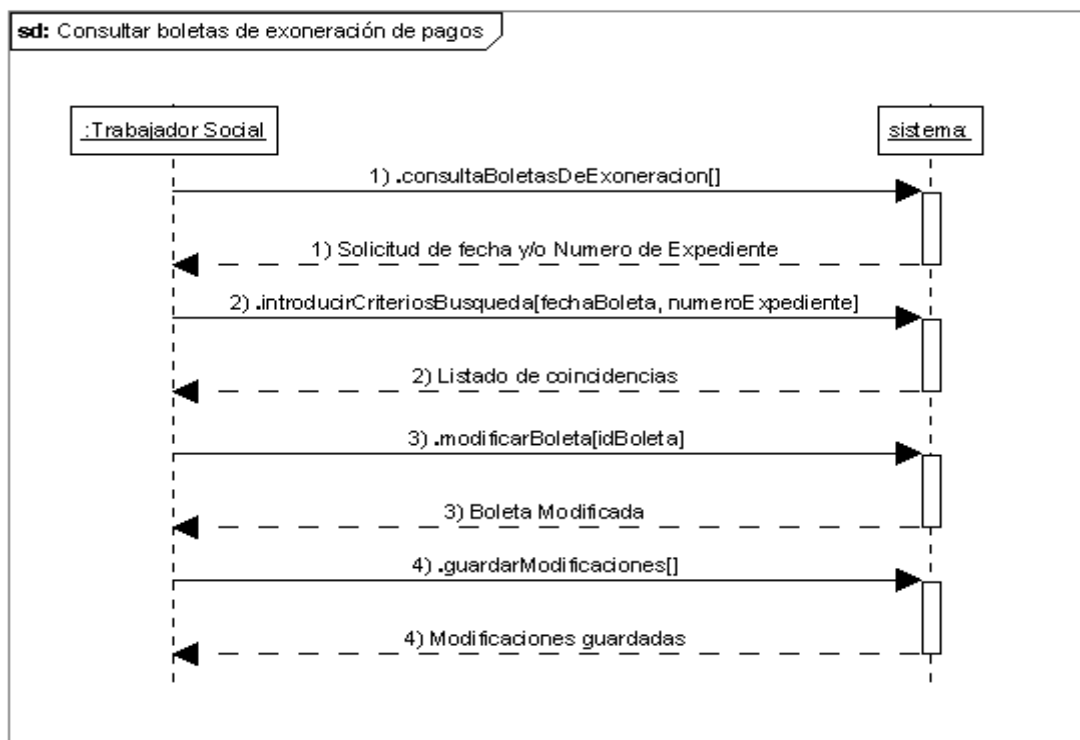 sd: Consultar boletas de exoneración de pagos
:Trabajador Social
sistema:
1) .consultaBoletasDeExoneracion[]
1) Solicitud de fecha y/o Numero de Expediente
2) .introducirCriteriosBusqueda[fechaBoleta, numeroExpediente]
2) Listado de coincidencias
3) .modificarBoleta[idBoleta]
3) Boleta Modificada
4) .guardarModificaciones[]
4) Modificaciones guardadas